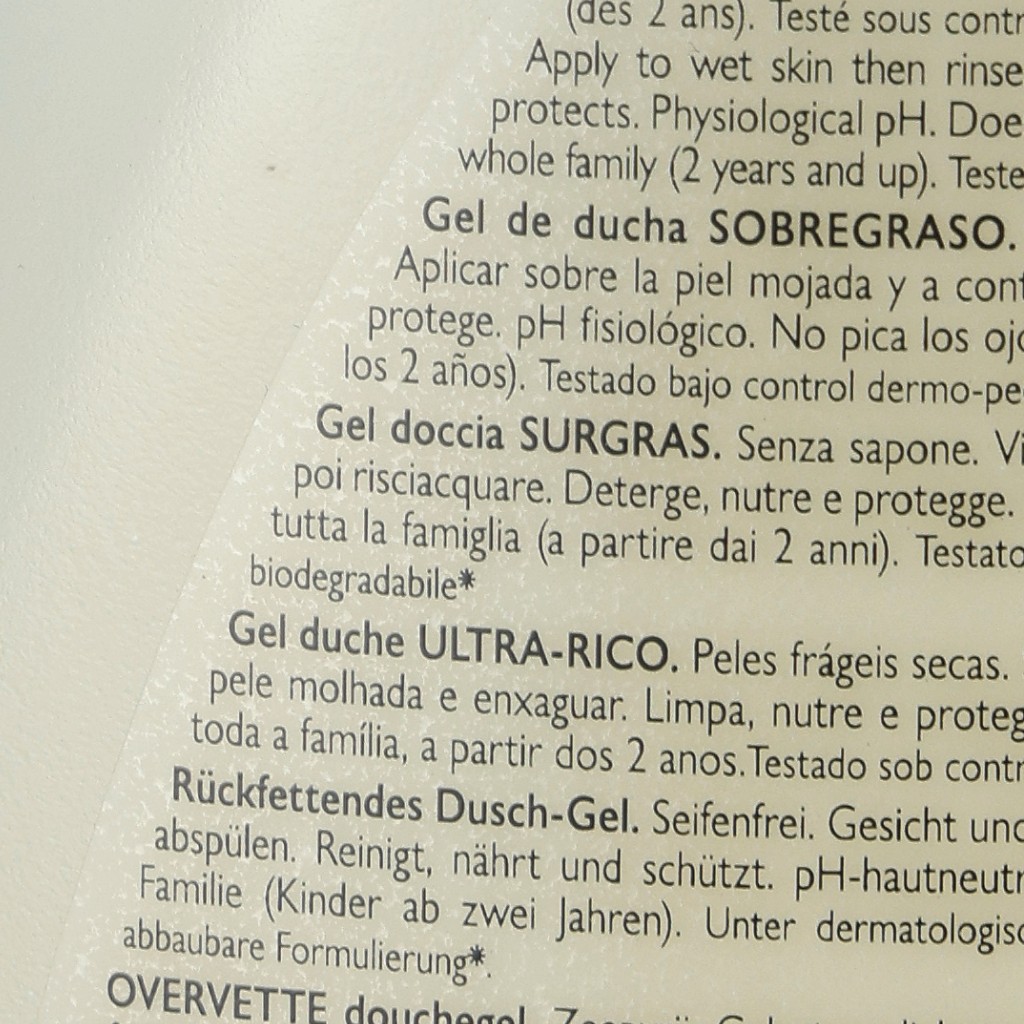 (dès 2 ans). Testé sous contr
Apply to wet skin then rinse
protects. Physiological pH. Doe
whole family (2 years and up). Teste
Gel de ducha SOBREGRASO.
Aplicar sobre la piel mojada y a cont
protege. pH fisiológico. No pica los ojo
los 2 años). Testado bajo control dermo-pe
Gel doccia SURGRAS. Senza sapone. Vi
poi risciacquare. Deterge, nutre e protegge.
tutta la famiglia (a partire dai 2 anni). Testato
biodegradabile*
Gel duche ULTRA-RICO. Peles frágeis secas.
pele molhada e enxaguar. Limpa, nutre e proteg
toda a família, a partir dos 2 anos.Testado sob contr
Rückfettendes Dusch-Gel. Seifenfrei. Gesicht und
abspülen. Reinigt, nährt und schützt. pH-hautneutr
Familie (Kinder ab zwei Jahren). Unter dermatologisc
abbaubare Formulierung*.
OVERVETTE douchegel.